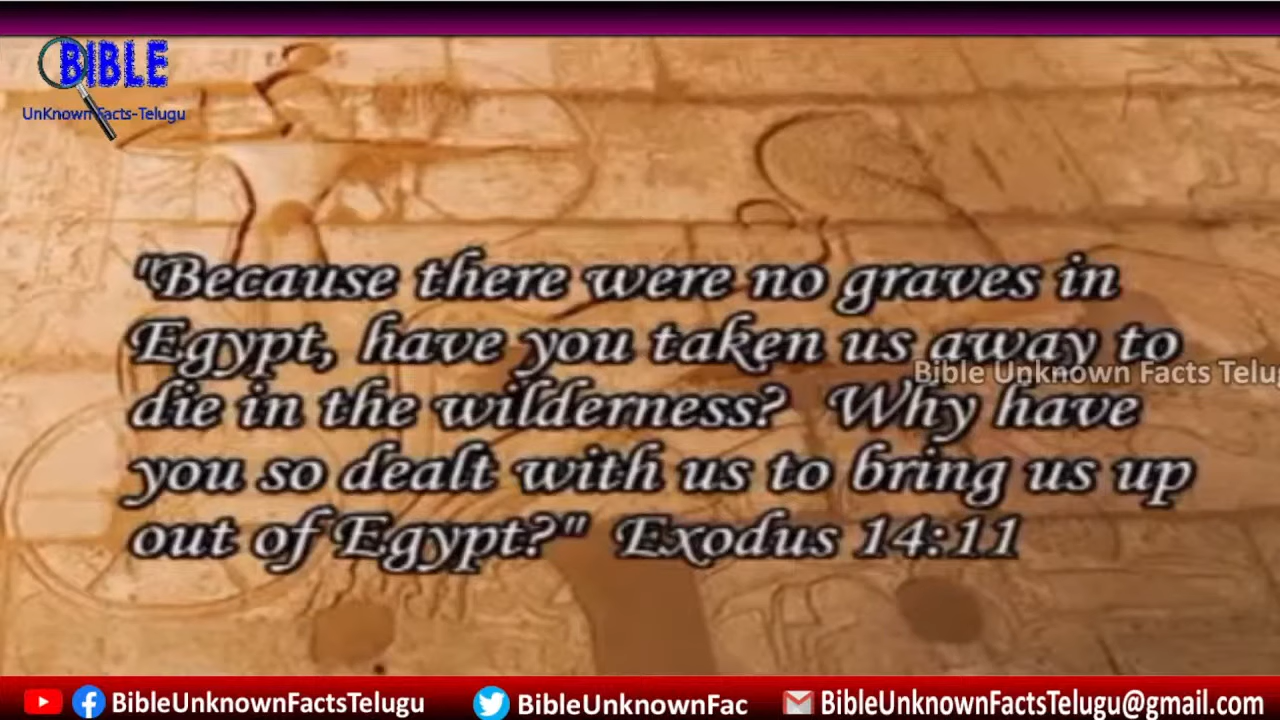 BIBLE
UnKnown Facts-Telugu
"Because there were no graves in
Egypt, have you taken us away to
Bible Unknown Facts Telu
die in the wilderness? Why have
you so dealt with us to bring us up
out of Egypt?" Exodus 14:11
BibleUnknownFactsTelugu
BibleUnknownFac
BibleUnknownFactsTelugu@gmail.com